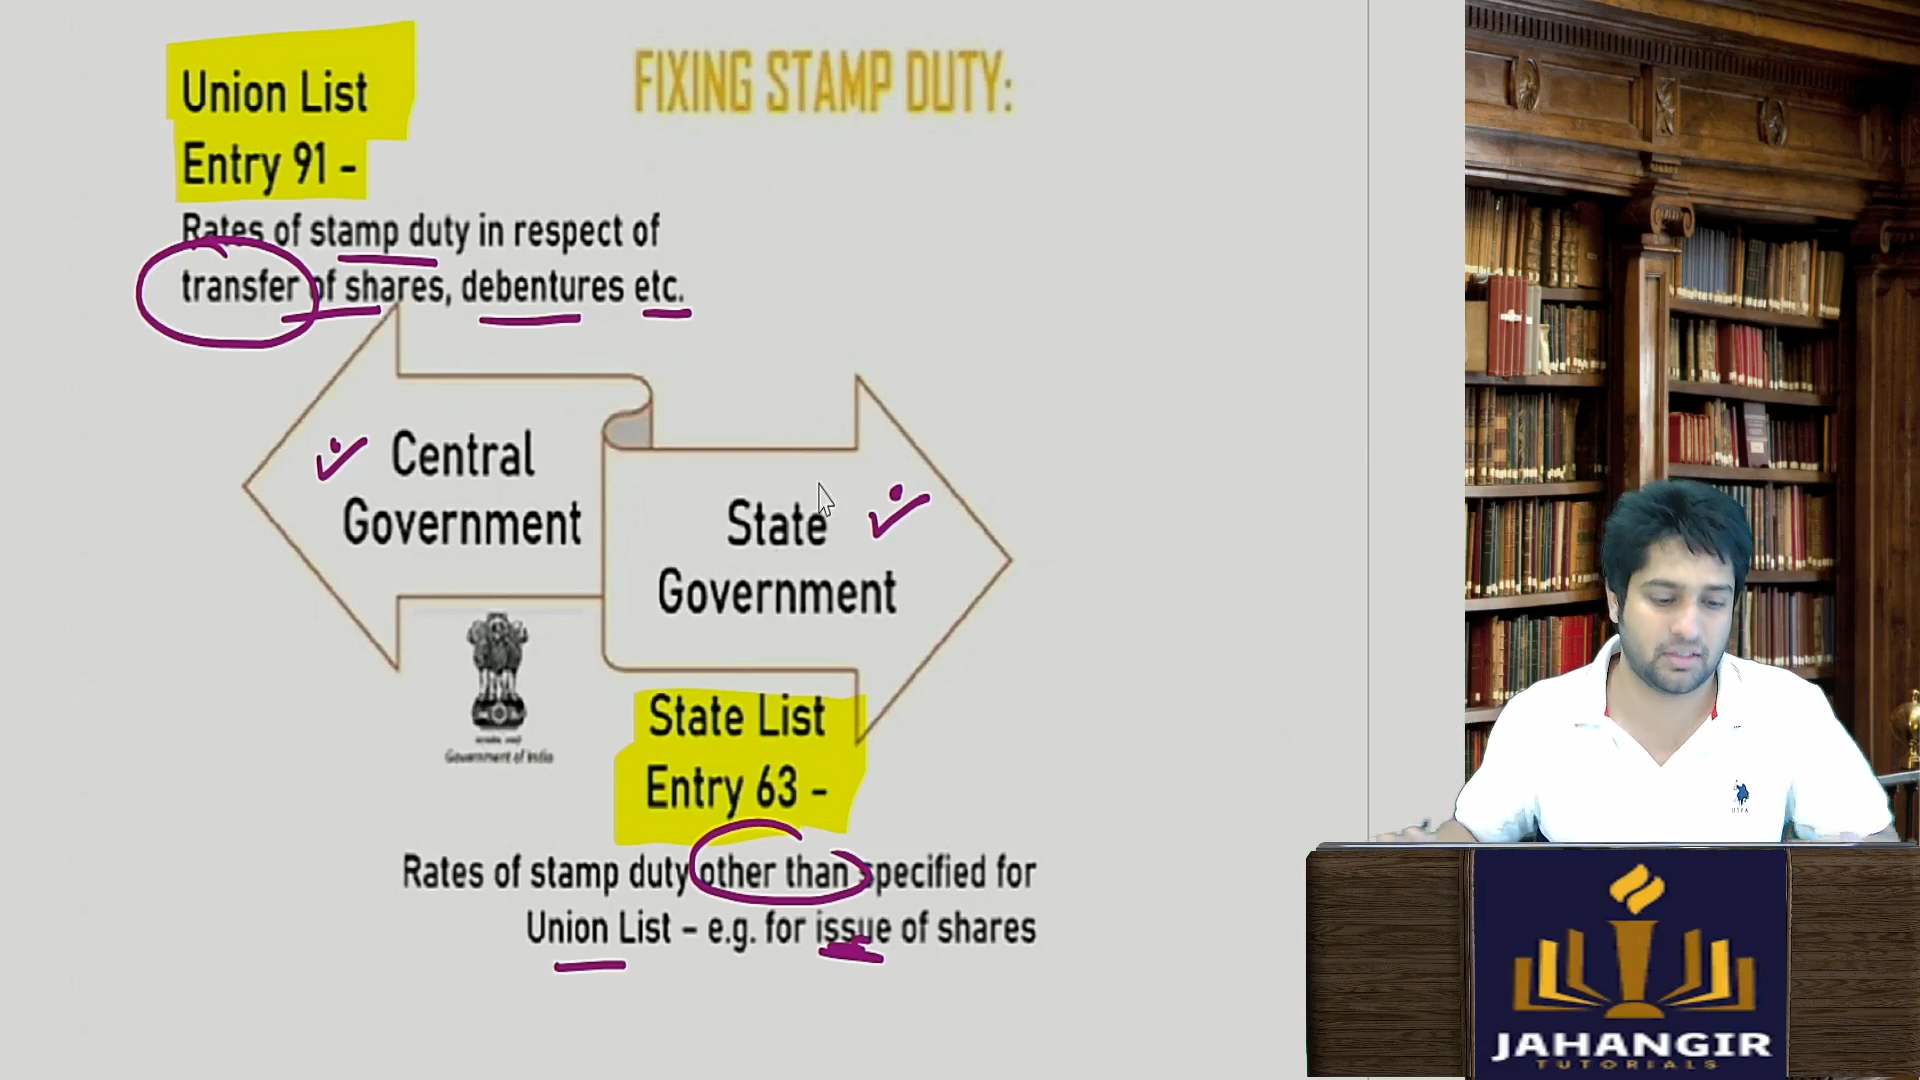 FIXING STAMP DUTY:
Union List
Entry 91 -
Rates of stamp duty in respect of
transfer of shares, debentures etc.
Central
Government
State
Government
Government of India
State List
Entry 63 -
Rates of stamp duty other than specified for
Union List - e.g. for issue of shares
USPA
JAHANGIR
TUTORIALS